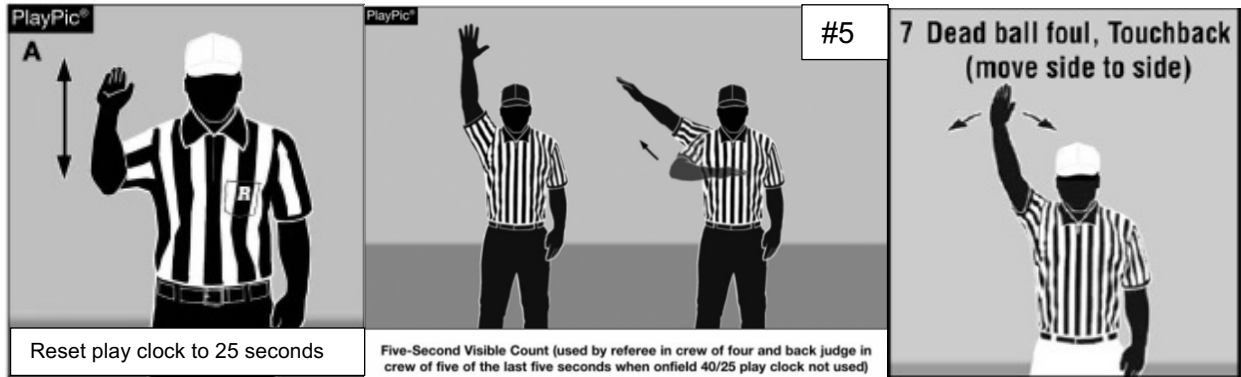 PlayPic®
A
R
Reset play clock to 25 seconds
PlayPic®
#5
Five-Second Visible Count (used by referee in crew of four and back judge in
crew of five of the last five seconds when onfield 40/25 play clock not used)
7 Dead ball foul, Touchback
(move side to side)